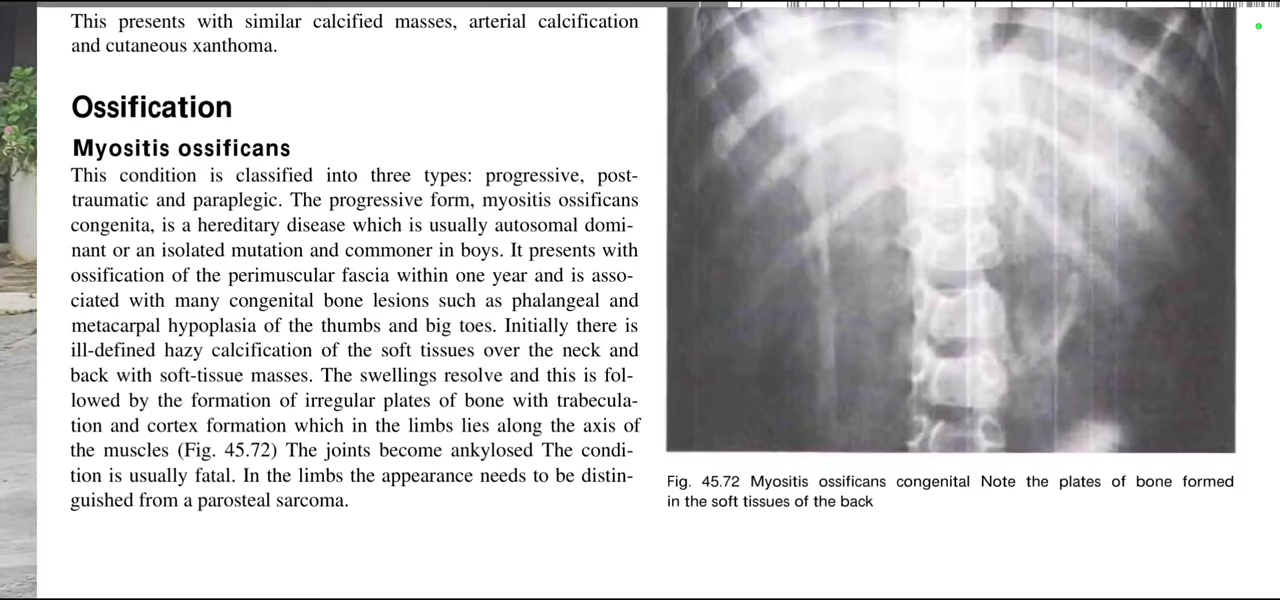 This presents with similar calcified masses, arterial calcification
and cutaneous xanthoma.
Ossification
Myositis ossificans
This condition is classified into three types: progressive, post-
traumatic and paraplegic. The progressive form, myositis ossificans
congenita, is a hereditary disease which is usually autosomal domi-
nant or an isolated mutation and commoner in boys. It presents with
ossification of the perimuscular fascia within one year and is asso-
ciated with many congenital bone lesions such as phalangeal and
metacarpal hypoplasia of the thumbs and big toes. Initially there is
ill-defined hazy calcification of the soft tissues over the neck and
back with soft-tissue masses. The swellings resolve and this is fol-
lowed by the formation of irregular plates of bone with trabecula-
tion and cortex formation which in the limbs lies along the axis of
the muscles (Fig. 45.72) The joints become ankylosed The condi-
tion is usually fatal. In the limbs the appearance needs to be distin-
guished from a parosteal sarcoma.
Fig. 45.72 Myositis ossificans congenital Note the plates of bone formed
in the soft tissues of the back